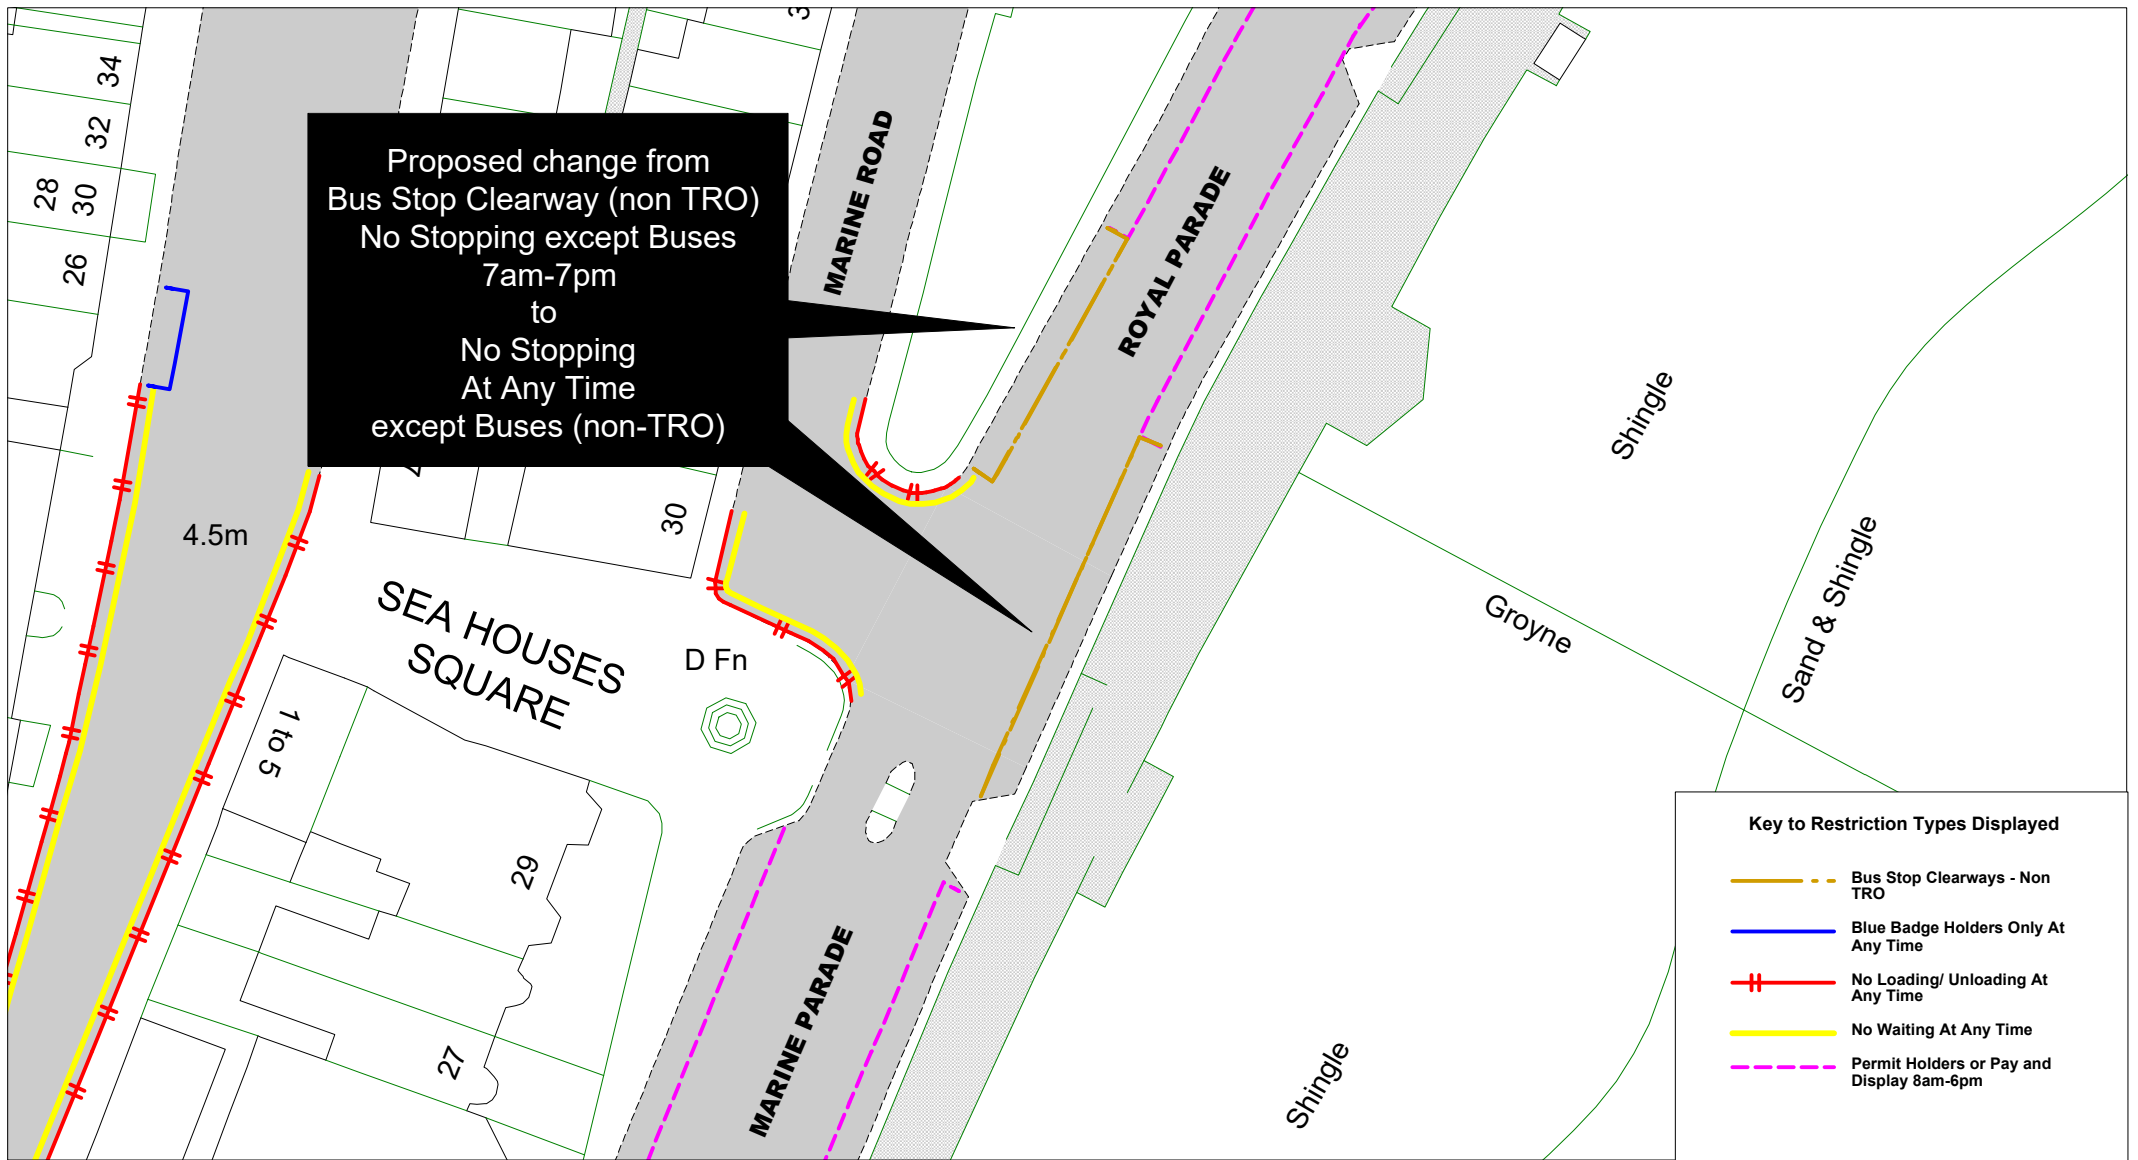 34
32
28
30
26
Proposed change from
Bus Stop Clearway (non TRO)
No Stopping except Buses
7am-7pm
to
No Stopping
At Any Time
except Buses (non-TRO)
MARINE ROAD
ROYAL PARADE
4.5m
30
SEA HOUSES
SQUARE
D Fn
1 to 5
29
27
MARINE PARADE
Shingle
Groyne
Sand & Shingle
Shingle
Key to Restriction Types Displayed
Bus Stop Clearways - Non
TRO
Blue Badge Holders Only At
Any Time
No Loading/ Unloading At
Any Time
No Waiting At Any Time
Permit Holders or Pay and
Display 8am-6pm